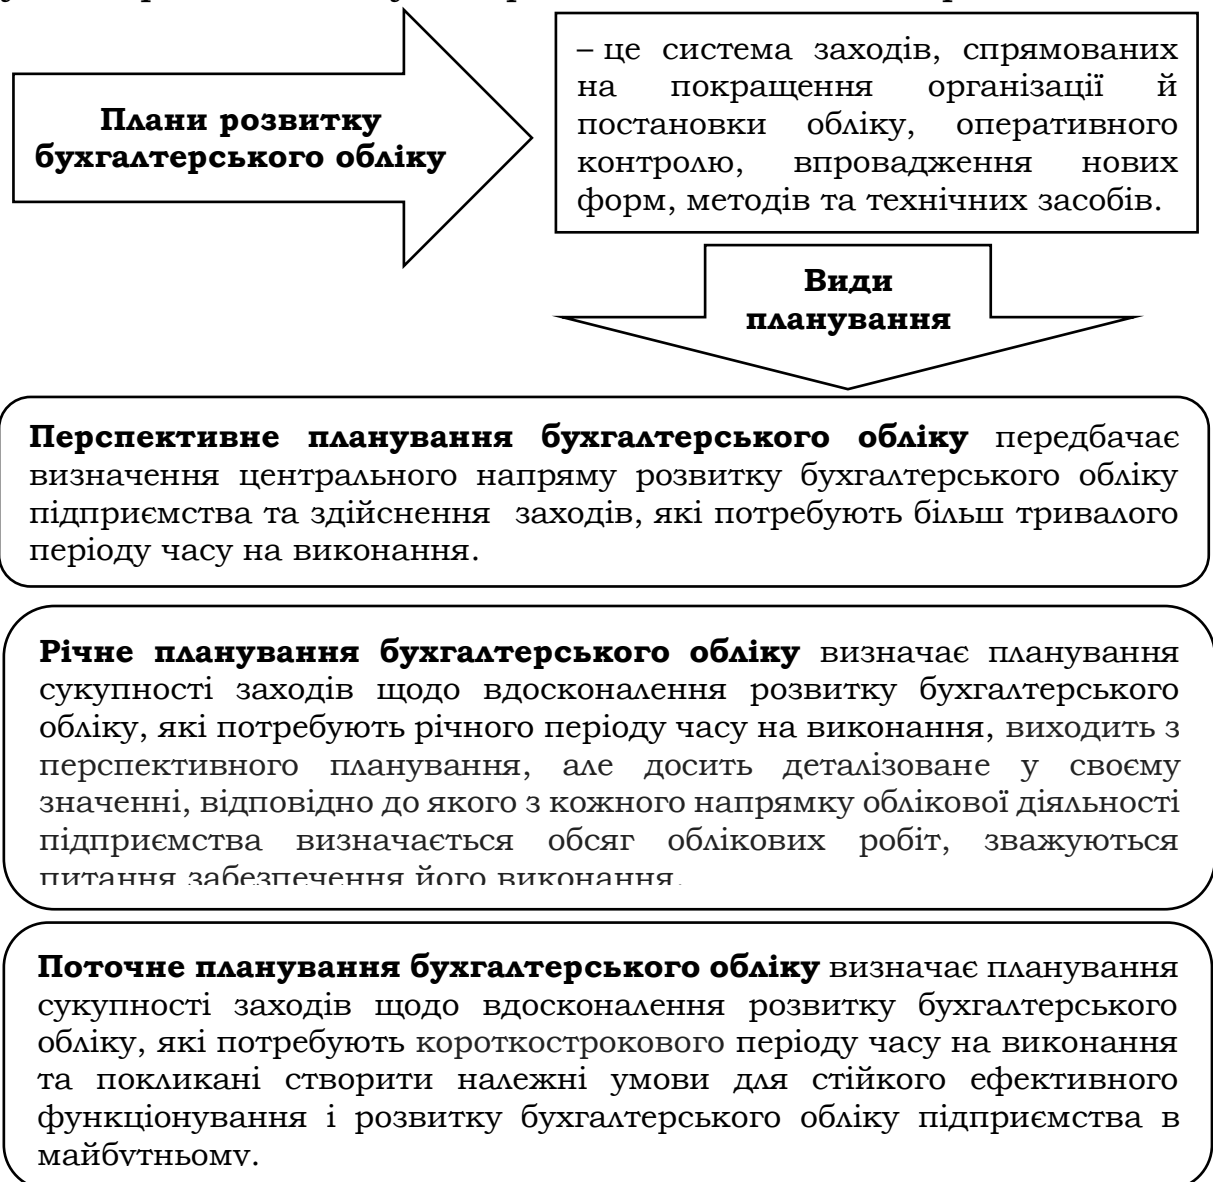 Плани розвитку
бухгалтерського обліку
– це система заходів, спрямованих
на покращення організації й
постановки обліку, оперативного
контролю, впровадження нових
форм, методів та технічних засобів.
Види
планування
Перспективне планування бухгалтерського обліку передбачає
визначення центрального напряму розвитку бухгалтерського обліку
підприємства та здійснення заходів, які потребують більш тривалого
періоду часу на виконання.
Річне планування бухгалтерського обліку визначає планування
сукупності заходів щодо вдосконалення розвитку бухгалтерського
обліку, які потребують річного періоду часу на виконання, виходить з
перспективного планування, але досить деталізоване у своєму
значенні, відповідно до якого з кожного напрямку облікової діяльності
підприємства визначається обсяг облікових робіт, зважуються
питання забезпечення його виконання.
Поточне планування бухгалтерського обліку визначає планування
сукупності заходів щодо вдосконалення розвитку бухгалтерського
обліку, які потребують короткострокового періоду часу на виконання
та покликані створити належні умови для стійкого ефективного
функціонування і розвитку бухгалтерського обліку підприємства в
майбутньому.